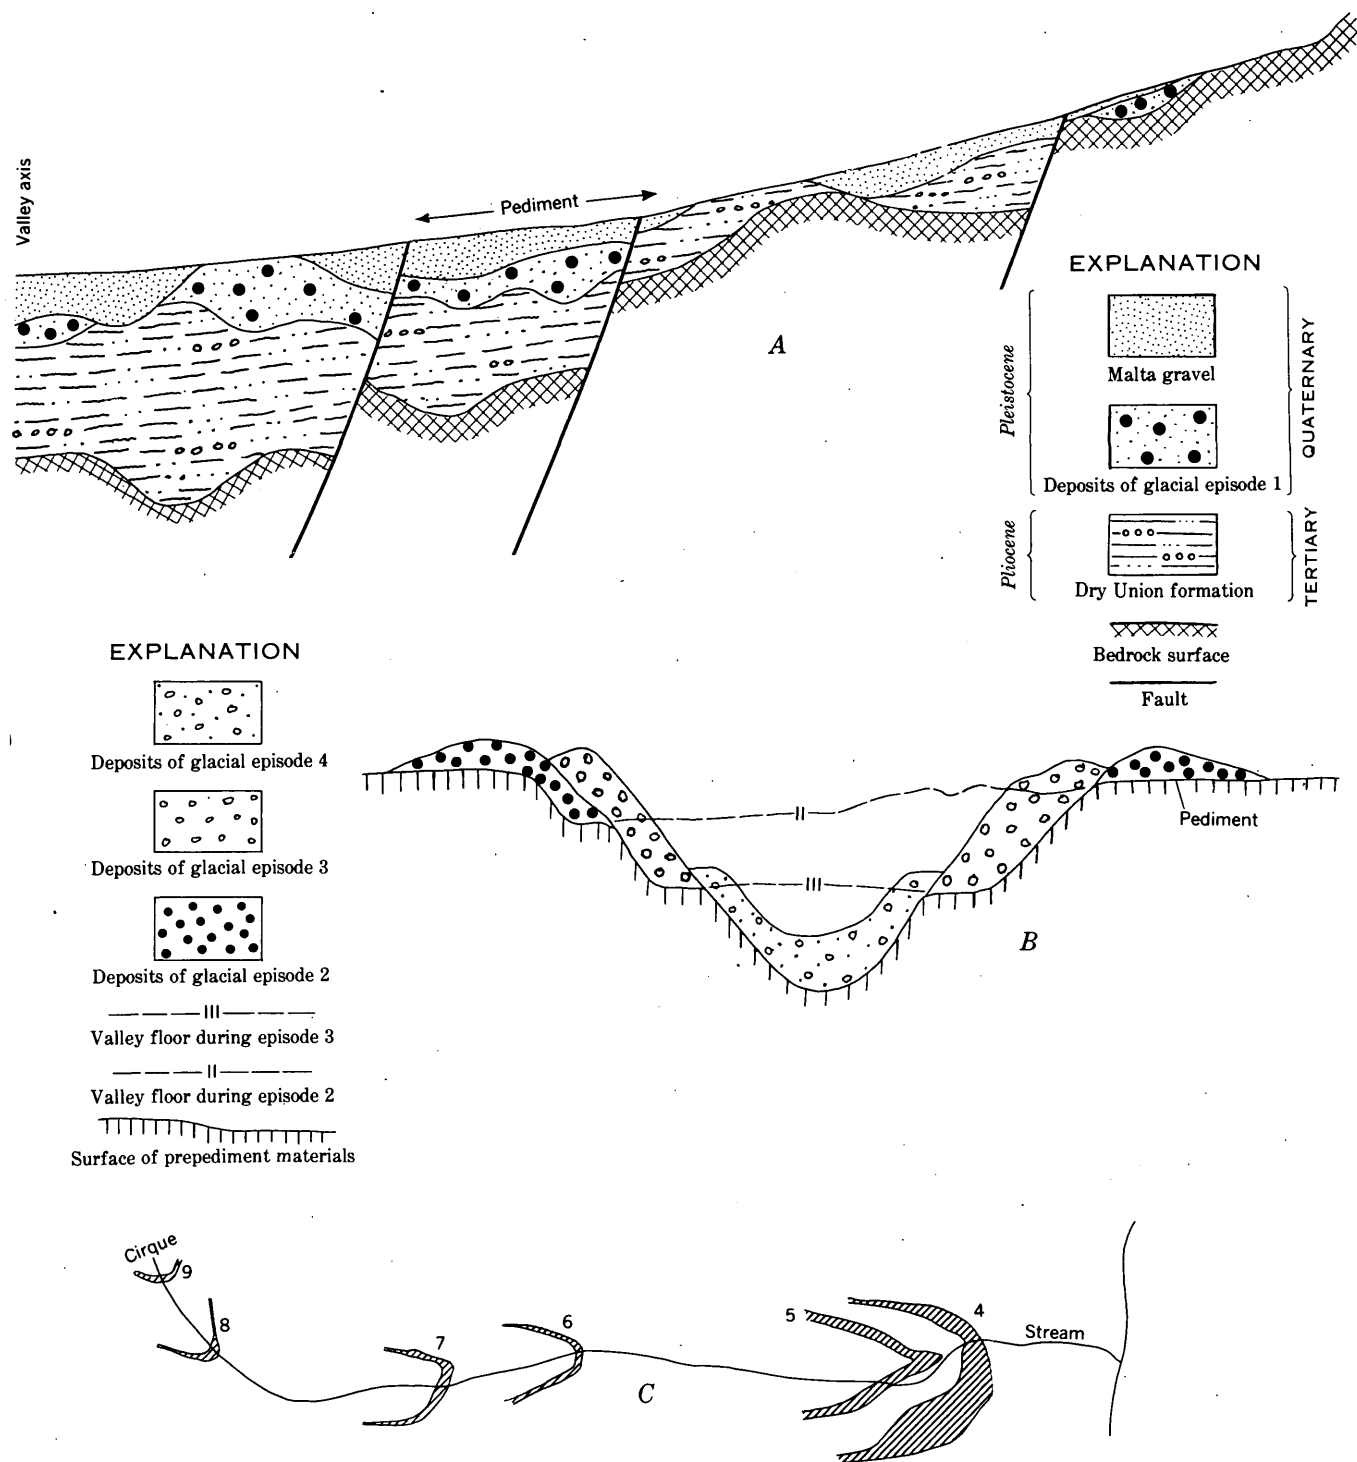 Valley axis
Pediment
A
EXPLANATION
Malta gravel
Deposits of glacial episode 1
Pleistocene
QUATERNARY
Dry Union formation
Pliocene
TERTIARY
Bedrock surface
Fault
EXPLANATION
Deposits of glacial episode 4
Deposits of glacial episode 3
Deposits of glacial episode 2
III
Valley floor during episode 3
II
Valley floor during episode 2
Surface of prepediment materials
II
III
Pediment
B
Cirque
9
8
7
6
5
4
Stream
C